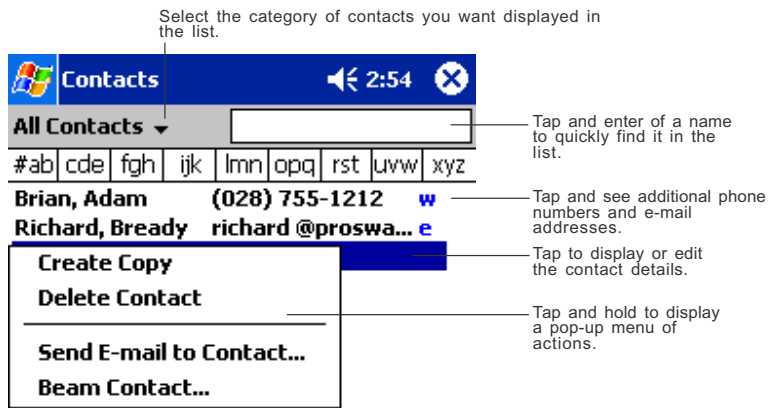 Select the category of contacts you want displayed in
the list.
Contacts 2:54
All Contacts
Tap and enter of a name
to quickly find it in the
list.
#ab cde fgh ijk lmn opq rst uvw xyz
Brian, Adam (028) 755-1212 w
Richard, Bready richard @proswa... e
Tap and see additional phone
numbers and e-mail
addresses.
Tap to display or edit
the contact details.
Create Copy
Delete Contact
Send E-mail to Contact...
Beam Contact...
Tap and hold to display
a pop-up menu of
actions.